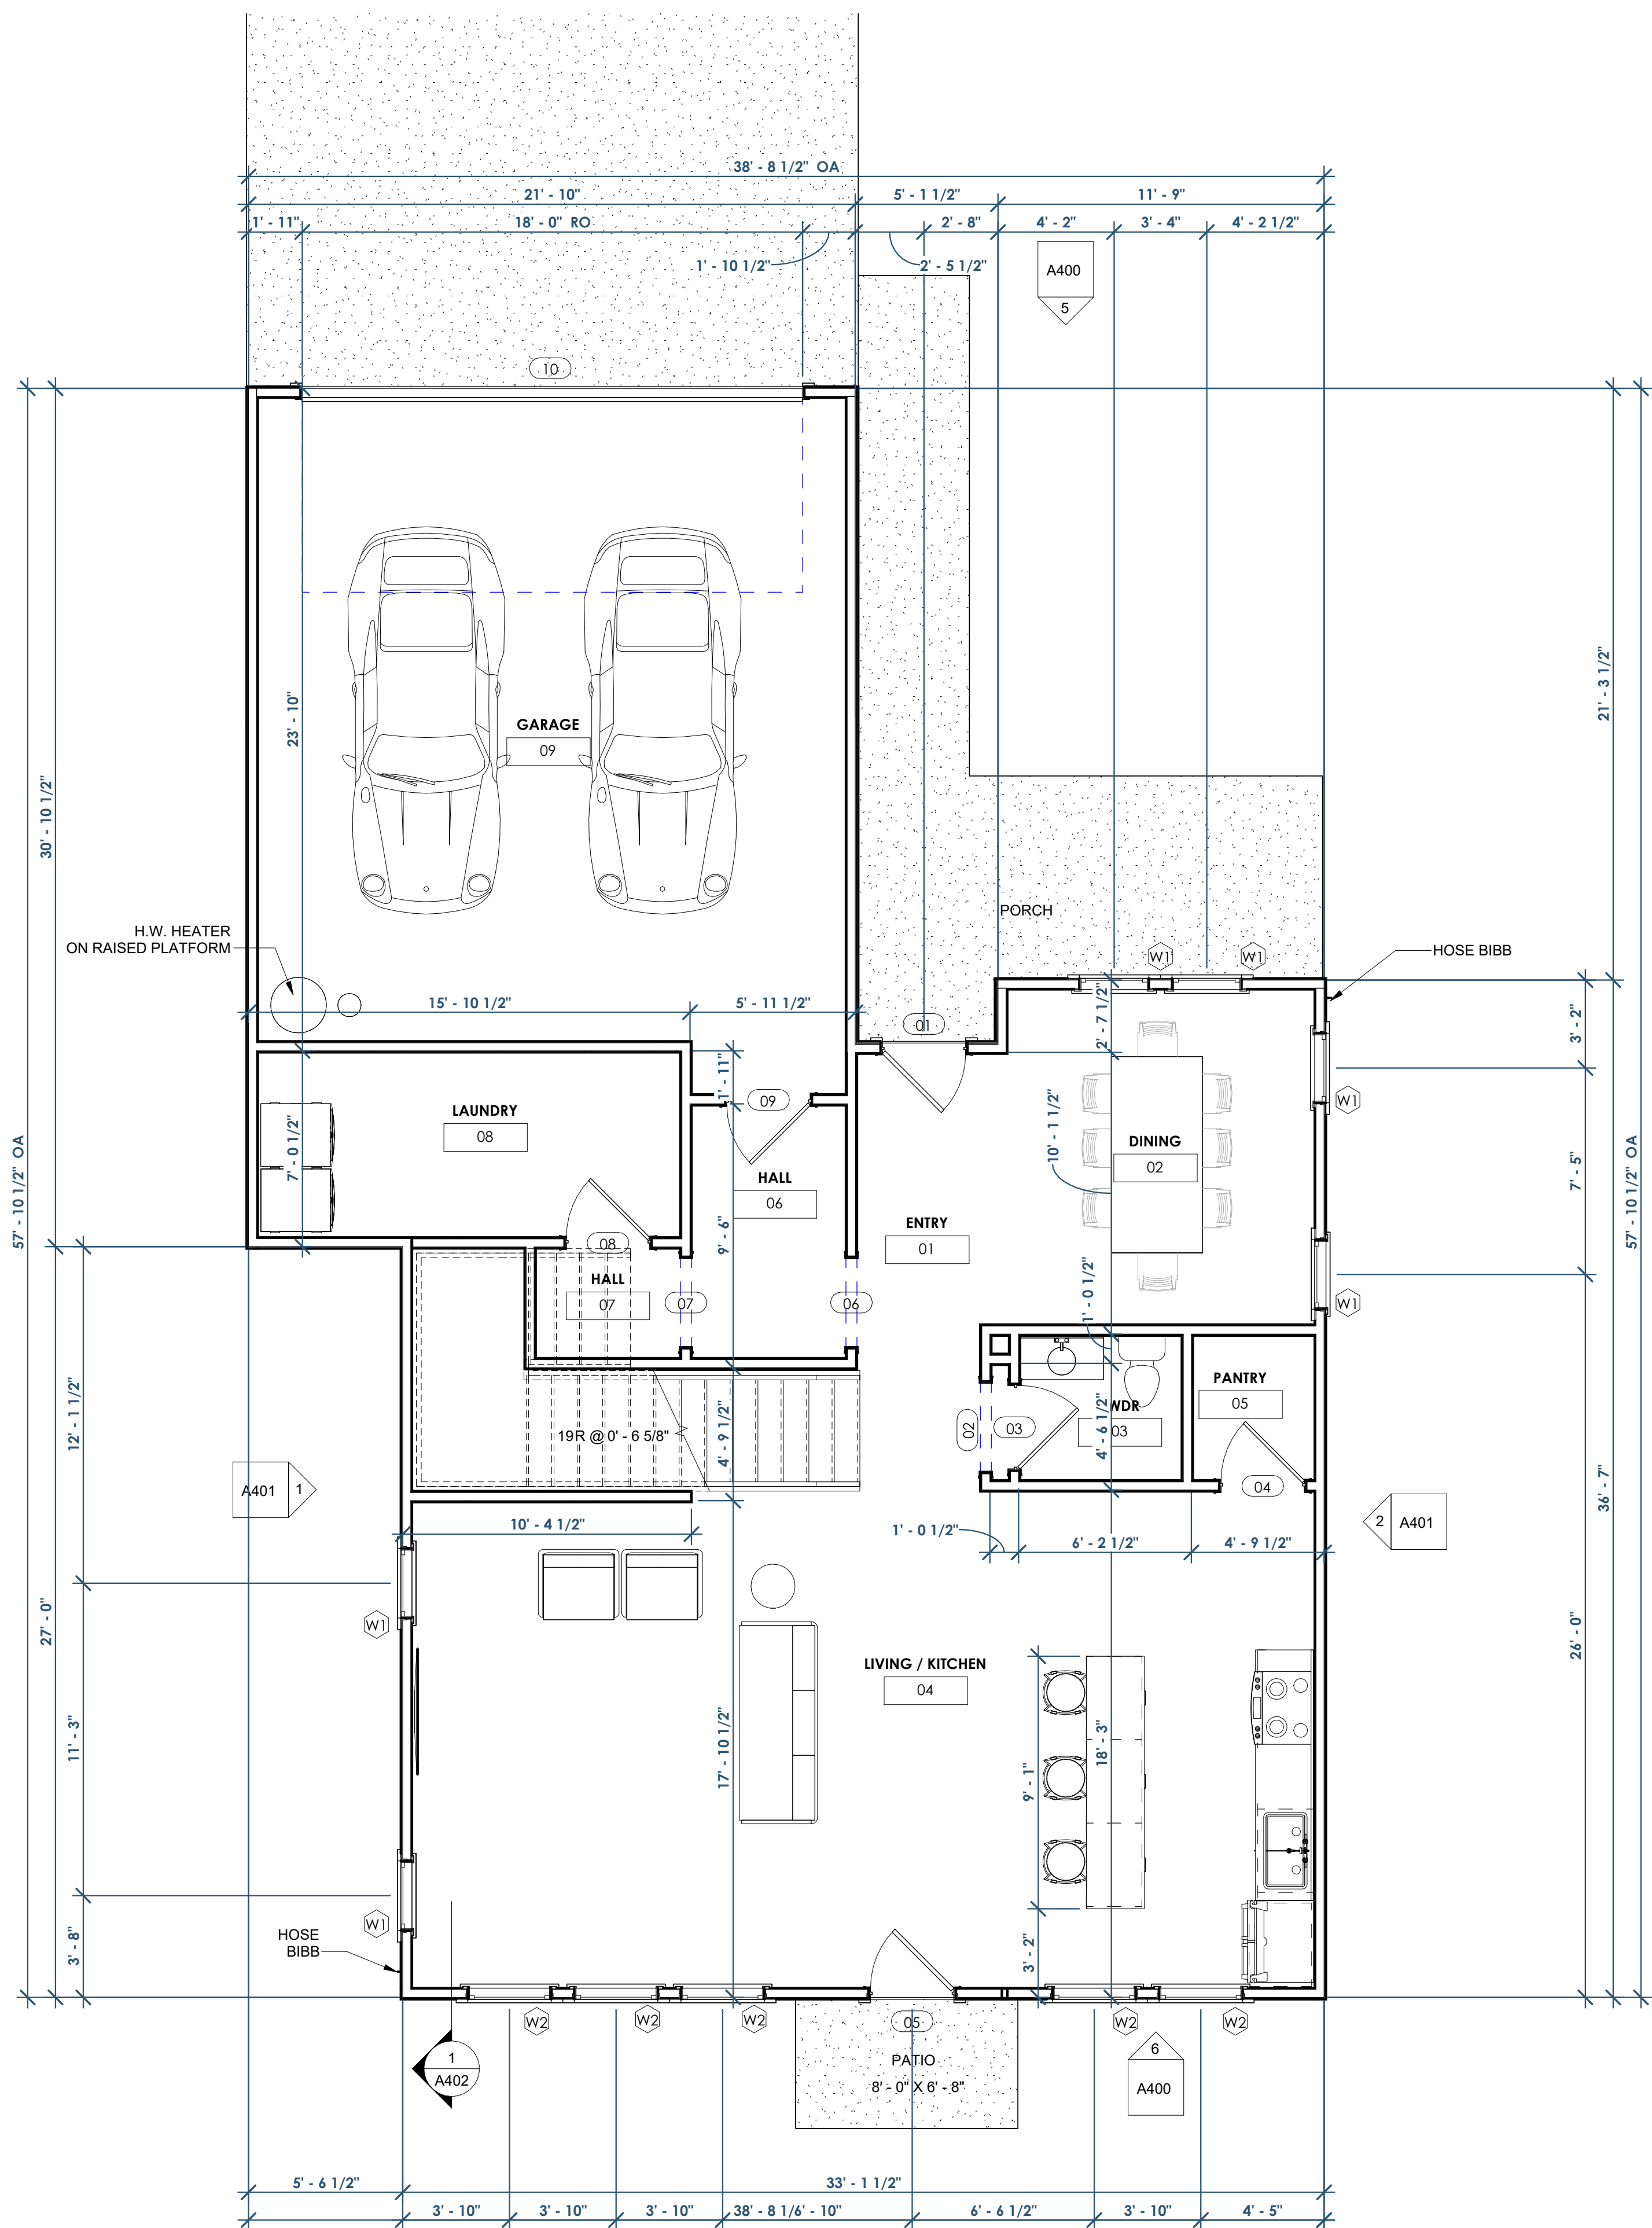 38' - 8 1/2" OA
21' - 10"
5' - 1 1/2"
11' - 9"
1' - 11"
18' - 0" RO
2' - 8"
4' - 2"
3' - 4"
4' - 2 1/2"
1' - 10 1/2"
2' - 5 1/2"
A400
5
10
21' - 3 1/2"
23' - 10"
GARAGE
09
30' - 10 1/2"
PORCH
H.W. HEATER
ON RAISED PLATFORM
HOSE BIBB
W1
W1
15' - 10 1/2"
5' - 11 1/2"
01
2' - 7 1/2"
3' - 2"
1' - 11"
09
W1
LAUNDRY
08
7' - 0 1/2"
10' - 1 1/2"
DINING
02
57' - 10 1/2" OA
57' - 10 1/2" OA
7' - 5"
HALL
06
9' - 6"
ENTRY
01
08
HALL
07
07
06
1' - 0 1/2"
W1
12' - 1 1/2"
PANTRY
05
WDR
03
02
03
4' - 6 1/2"
19R @ 0' - 6 5/8"
4' - 9 1/2"
04
A401
1
2
A401
36' - 7"
10' - 4 1/2"
1' - 0 1/2"
6' - 2 1/2"
4' - 9 1/2"
27' - 0"
W1
26' - 0"
LIVING / KITCHEN
04
11' - 3"
17' - 10 1/2"
9' - 1"
18' - 3"
W1
HOSE
BIBB
3' - 8"
3' - 2"
W2
W2
W2
05
W2
W2
1
A402
PATIO
8' - 0" X 6' - 8"
6
A400
5' - 6 1/2"
33' - 1 1/2"
3' - 10"
3' - 10"
3' - 10"
38' - 8 1/6' - 10"
6' - 6 1/2"
3' - 10"
4' - 5"